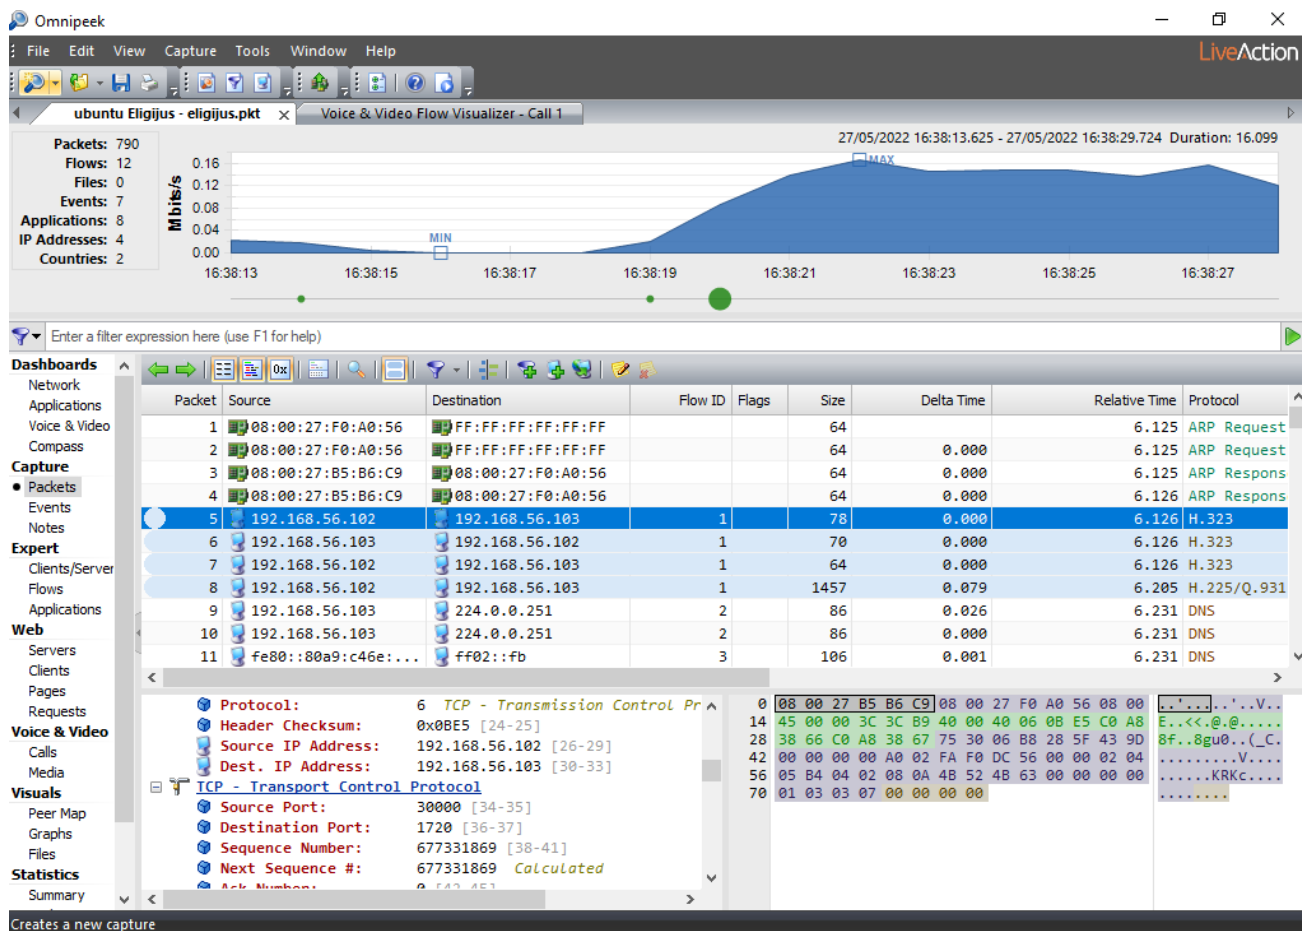 Omnipeek
File Edit View Capture Tools Window Help
LiveAction
ubuntu Eligijus - eligijus.pkt × Voice & Video Flow Visualizer - Call 1
27/05/2022 16:38:13.625 - 27/05/2022 16:38:29.724 Duration: 16.099
Packets: 790
Flows: 12
Files: 0
Events: 7
Applications: 8
IP Addresses: 4
Countries: 2
Mbits/s
0.16
0.12
0.08
0.04
0.00
MIN
MAX
16:38:13 16:38:15 16:38:17 16:38:19 16:38:21 16:38:23 16:38:25 16:38:27
Enter a filter expression here (use F1 for help)
Dashboards
Network
Applications
Voice & Video
Compass
Capture
Packets
Events
Notes
Expert
Clients/Server
Flows
Applications
Web
Servers
Clients
Pages
Requests
Voice & Video
Calls
Media
Visuals
Peer Map
Graphs
Files
Statistics
Summary
0x
Packet Source Destination Flow ID Flags Size Delta Time Relative Time Protocol
1 08:00:27:F0:A0:56 FF:FF:FF:FF:FF:FF 64 6.125 ARP Request
2 08:00:27:F0:A0:56 FF:FF:FF:FF:FF:FF 64 0.000 6.125 ARP Request
3 08:00:27:B5:B6:C9 08:00:27:F0:A0:56 64 0.000 6.125 ARP Respons
4 08:00:27:B5:B6:C9 08:00:27:F0:A0:56 64 0.000 6.126 ARP Respons
5 192.168.56.102 192.168.56.103 1 78 0.000 6.126 H.323
6 192.168.56.103 192.168.56.102 1 70 0.000 6.126 H.323
7 192.168.56.102 192.168.56.103 1 64 0.000 6.126 H.323
8 192.168.56.102 192.168.56.103 1 1457 0.079 6.205 H.225/Q.931
9 192.168.56.103 224.0.0.251 2 86 0.026 6.231 DNS
10 192.168.56.103 224.0.0.251 2 86 0.000 6.231 DNS
11 fe80::80a9:c46e:... ff02::fb 3 106 0.001 6.231 DNS
Protocol: 6 TCP - Transmission Control Pr
Header Checksum: 0x0BE5 [24-25]
Source IP Address: 192.168.56.102 [26-29]
Dest. IP Address: 192.168.56.103 [30-33]
TCP - Transport Control Protocol
Source Port: 30000 [34-35]
Destination Port: 1720 [36-37]
Sequence Number: 677331869 [38-41]
Next Sequence #: 677331869 Calculated
Ack Number: 0 [42-45]
0 08 00 27 B5 B6 C9 08 00 27 F0 A0 56 08 00 ..'.....'..V..
14 45 00 00 3C 3C B9 40 00 40 06 0B E5 C0 A8 E..<<.@.@.....
28 38 66 C0 A8 38 67 75 30 06 B8 28 5F 43 9D 8f..8gu0..(_C.
42 00 00 00 00 A0 02 FA F0 DC 56 00 00 02 04 .........V....
56 05 B4 04 02 08 0A 4B 52 4B 63 00 00 00 00 ......KRKc....
70 01 03 03 07 00 00 00 00 ........
Creates a new capture